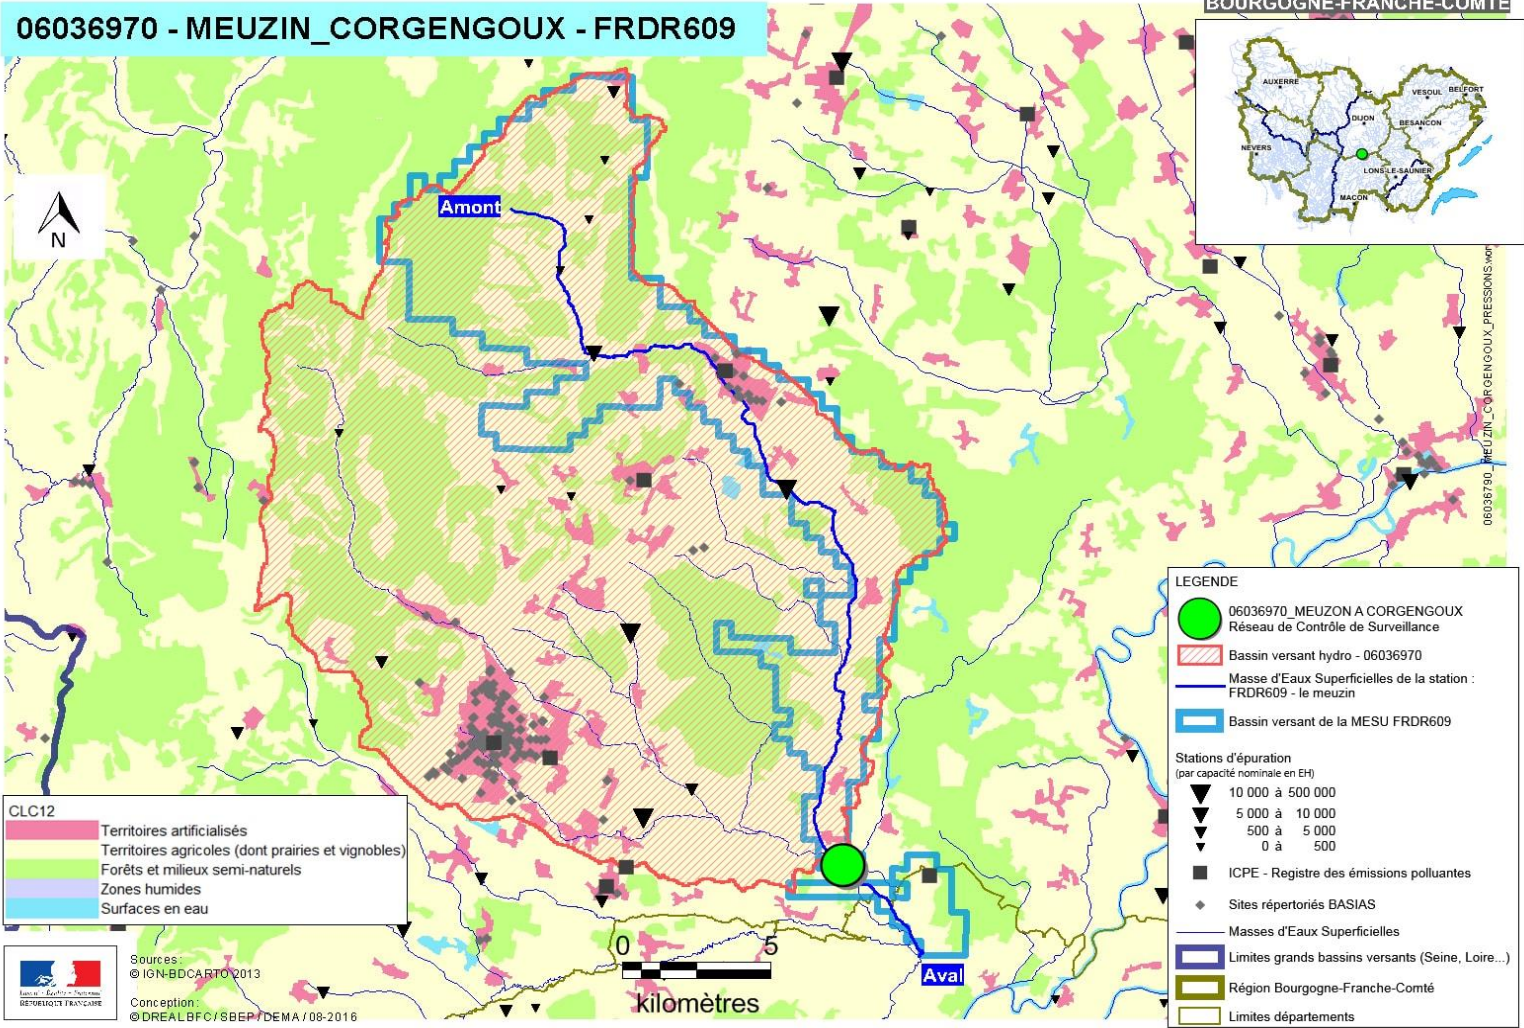 06036970 - MEUZIN_CORGENGOUX - FRDR609
BOURGOGNE-FRANCHE-COMTE
AUXERRE
VESOUL
BELFORT
DIJON
BESANCON
NEVERS
LONS-LE-SAUNIER
MACON
N
Amont
06036790_MEUZIN_CORGENGOUX_PRESSIONS.wor
LEGENDE
06036970_MEUZON A CORGENGOUX
Réseau de Contrôle de Surveillance
Bassin versant hydro - 06036970
Masse d'Eaux Superficielles de la station :
FRDR609 - le meuzin
Bassin versant de la MESU FRDR609
Stations d'épuration
(par capacité nominale en EH)
10 000 à 500 000
5 000 à 10 000
500 à 5 000
0 à 500
ICPE - Registre des émissions polluantes
Sites répertoriés BASIAS
Masses d'Eaux Superficielles
Limites grands bassins versants (Seine, Loire...)
Région Bourgogne-Franche-Comté
Limites départements
CLC12
Territoires artificialisés
Territoires agricoles (dont prairies et vignobles)
Forêts et milieux semi-naturels
Zones humides
Surfaces en eau
0 5
kilomètres
Aval
Liberté • Égalité • Fraternité
RÉPUBLIQUE FRANÇAISE
Sources :
© IGN-BDCARTO 2013
Conception :
© DREAL BFC / SBEP / DEMA / 08-2016